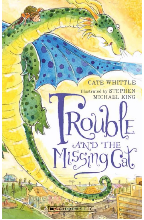 CATE WHITTLE
illustrated by STEPHEN
MICHAEL KING
TROUBLE
AND THE
MISSING CAT